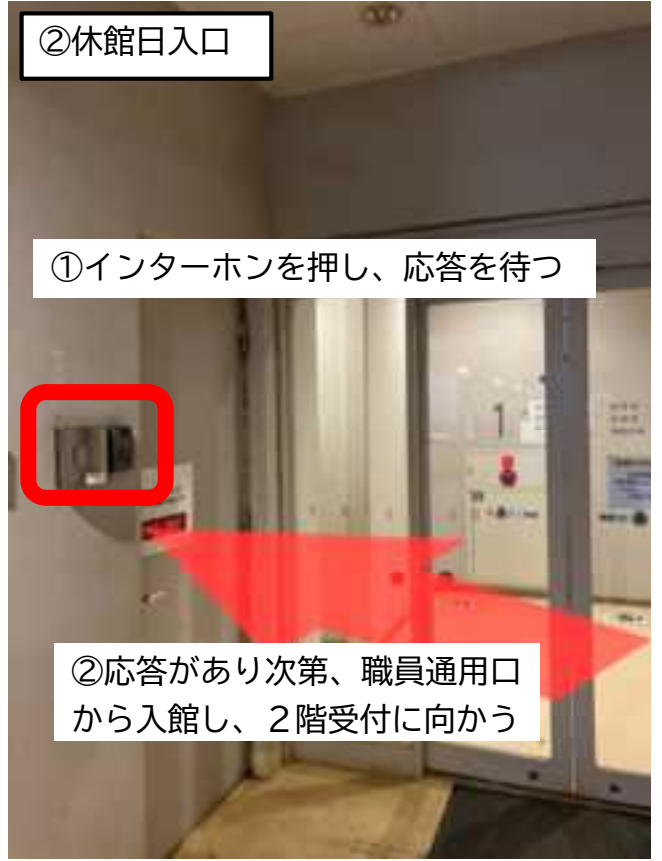 ②休館日入口
①インターホンを押し、応答を待つ
1
②応答があり次第、職員通用口
から入館し、２階受付に向かう